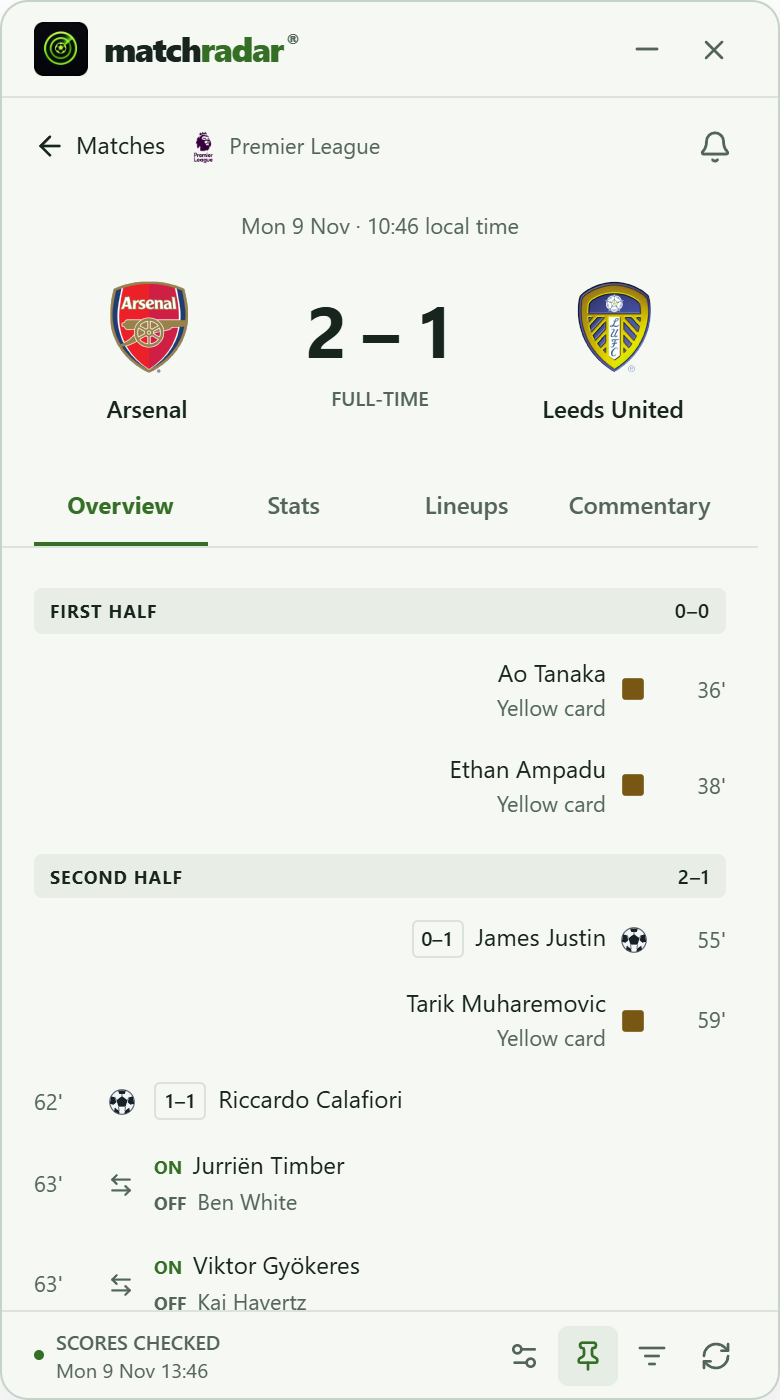 matchradar®
Matches
Premier League
Premier League
Mon 9 Nov · 10:46 local time
Arsenal
LUFC
2 – 1
FULL-TIME
Arsenal
Leeds United
Overview Stats Lineups Commentary
FIRST HALF 0–0
Ao Tanaka 36'
Yellow card
Ethan Ampadu 38'
Yellow card
SECOND HALF 2–1
0–1 James Justin 55'
Tarik Muharemovic 59'
Yellow card
62' 1–1 Riccardo Calafiori
63' ON Jurriën Timber
OFF Ben White
63' ON Viktor Gyökeres
OFF Kai Havertz
SCORES CHECKED
Mon 9 Nov 13:46